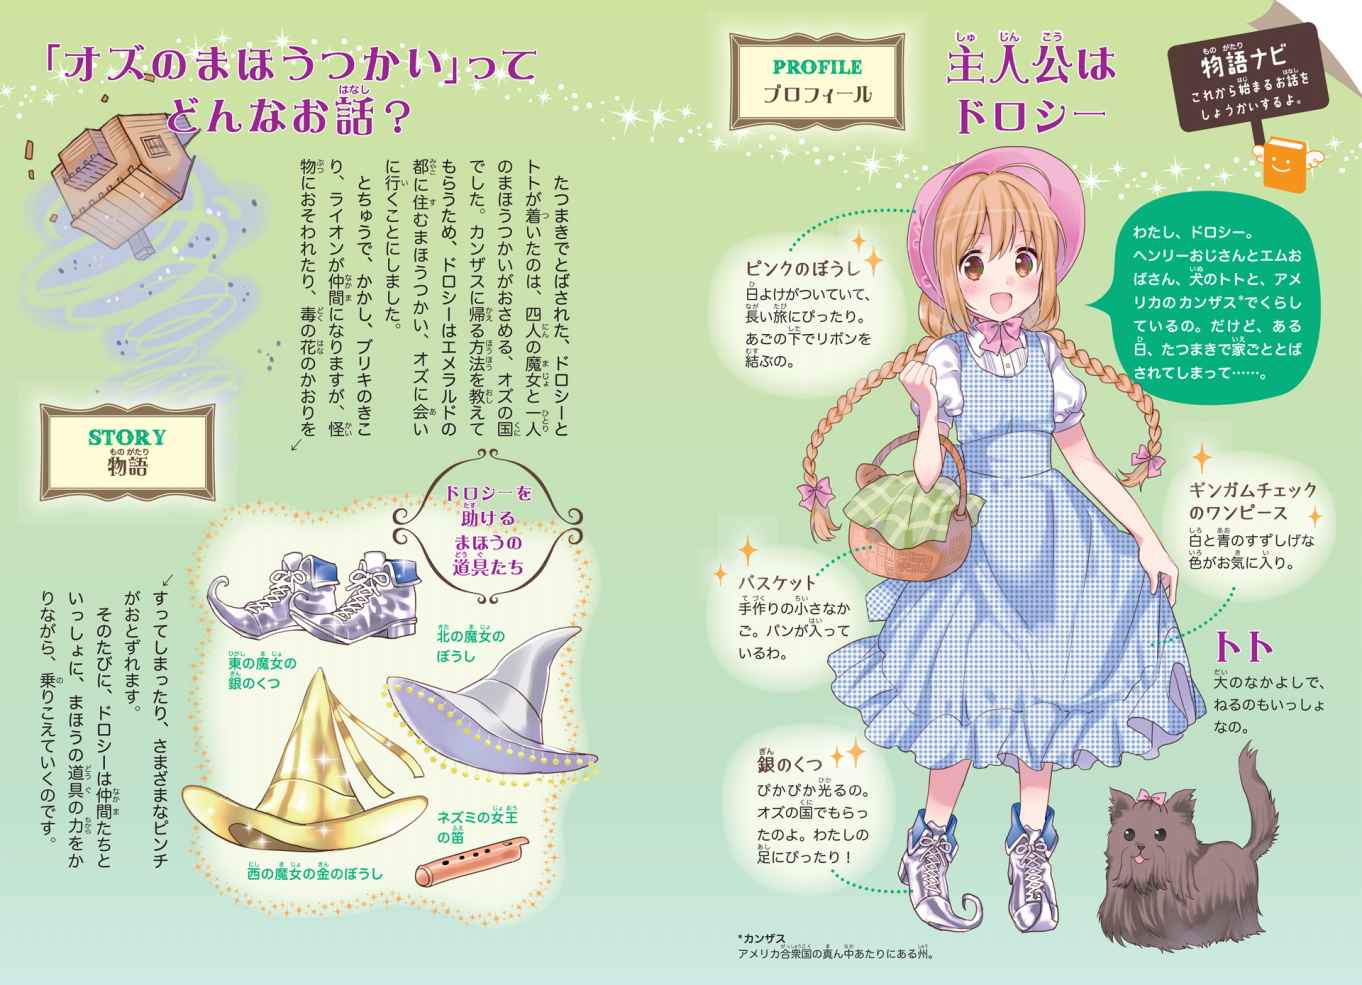 物語ナビ
これから始まるお話を
しょうかいするよ。
主人公は
ドロシー
PROFILE
プロフィール
わたし、ドロシー。
ヘンリーおじさんとエムお
ばさん、犬のトトと、アメ
リカのカンザス*でくらし
ているの。だけど、ある
日、たつまきで家ごととば
されてしまって……。
ピンクのぼうし
日よけがついていて、
長い旅にぴったり。
あごの下でリボンを
結ぶの。
ギンガムチェック
のワンピース
白と青のすずしげな
色がお気に入り。
バスケット
手作りの小さなか
ご。パンが入って
いるわ。
トト
大のなかよしで、
ねるのもいっしょ
なの。
銀のくつ
ぴかぴか光るの。
オズの国でもらっ
たのよ。わたしの
足にぴったり!
*カンザス
アメリカ合衆国の真ん中あたりにある州。
「オズのまほうつかい」って
どんなお話?
STORY
物語
たつまきでとばされた、ドロシーと
トトが着いたのは、四人の魔女と一人
のまほうつかいがおさめる、オズの国
でした。カンザスに帰る方法を教えて
もらうため、ドロシーはエメラルドの
都に住むまほうつかい、オズに会い
に行くことにしました。
とちゅうで、かかし、ブリキのきこ
り、ライオンが仲間になりますが、怪
物におそわれたり、毒の花のかおりを
すってしまったり、さまざまなピンチ
がおとずれます。
そのたびに、ドロシーは仲間たちと
いっしょに、まほうの道具の力をか
りながら、乗りこえていくのです。
ドロシーを
助ける
まほうの
道具たち
東の魔女の
銀のくつ
北の魔女の
ぼうし
西の魔女の金のぼうし
ネズミの女王
の笛